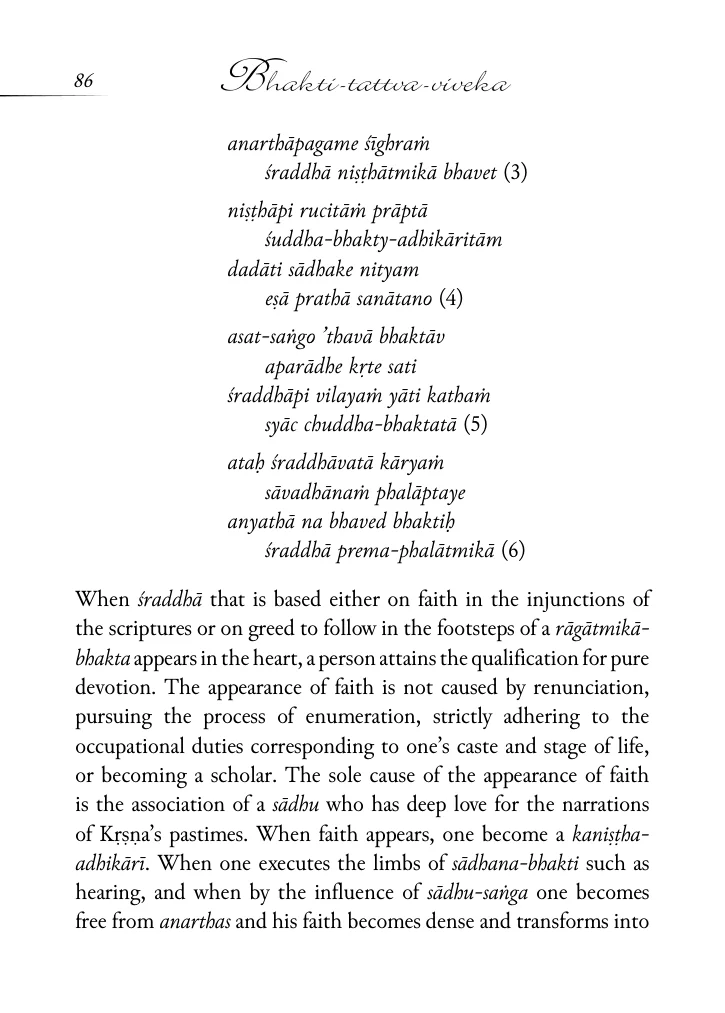 86
Bhakti-tattva-viveka
anarthāpagame śīghraṁ
śraddhā niṣṭhātmikā bhavet (3)
niṣṭhāpi rucitāṁ prāptā
śuddha-bhakty-adhikāritām
dadāti sādhake nityam
eṣā prathā sanātano (4)
asat-saṅgo ’thavā bhaktāv
aparādhe kṛte sati
śraddhāpi vilayaṁ yāti kathaṁ
syāc chuddha-bhaktatā (5)
ataḥ śraddhāvatā kāryaṁ
sāvadhānaṁ phalāptaye
anyathā na bhaved bhaktiḥ
śraddhā prema-phalātmikā (6)
When śraddhā that is based either on faith in the injunctions of
the scriptures or on greed to follow in the footsteps of a rāgātmikā-
bhakta appears in the heart, a person attains the qualification for pure
devotion. The appearance of faith is not caused by renunciation,
pursuing the process of enumeration, strictly adhering to the
occupational duties corresponding to one’s caste and stage of life,
or becoming a scholar. The sole cause of the appearance of faith
is the association of a sādhu who has deep love for the narrations
of Kṛṣṇa’s pastimes. When faith appears, one become a kaniṣṭha-
adhikārī. When one executes the limbs of sādhana-bhakti such as
hearing, and when by the influence of sādhu-saṅga one becomes
free from anarthas and his faith becomes dense and transforms into